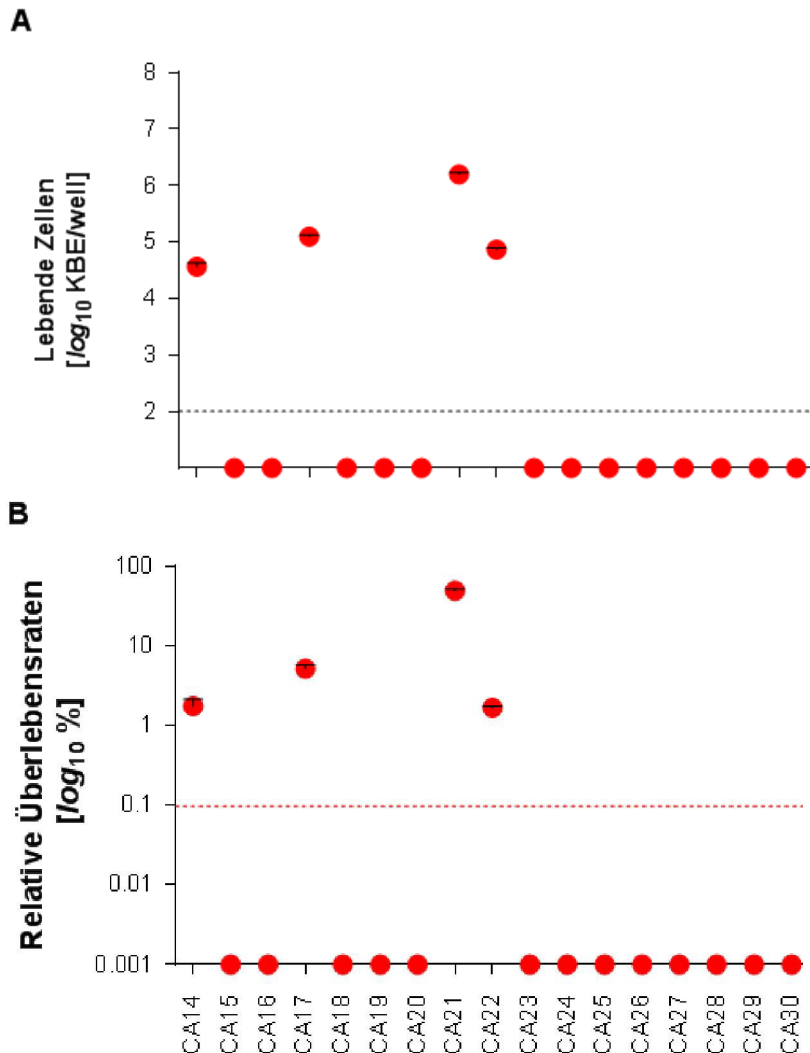 A
8
7
6
5
4
3
2
Lebende Zellen
[log10 KBE/well]
B
100
10
1
0.1
0.01
0.001
Relative Überlebensraten
[log10 %]
CA14
CA15
CA16
CA17
CA18
CA19
CA20
CA21
CA22
CA23
CA24
CA25
CA26
CA27
CA28
CA29
CA30